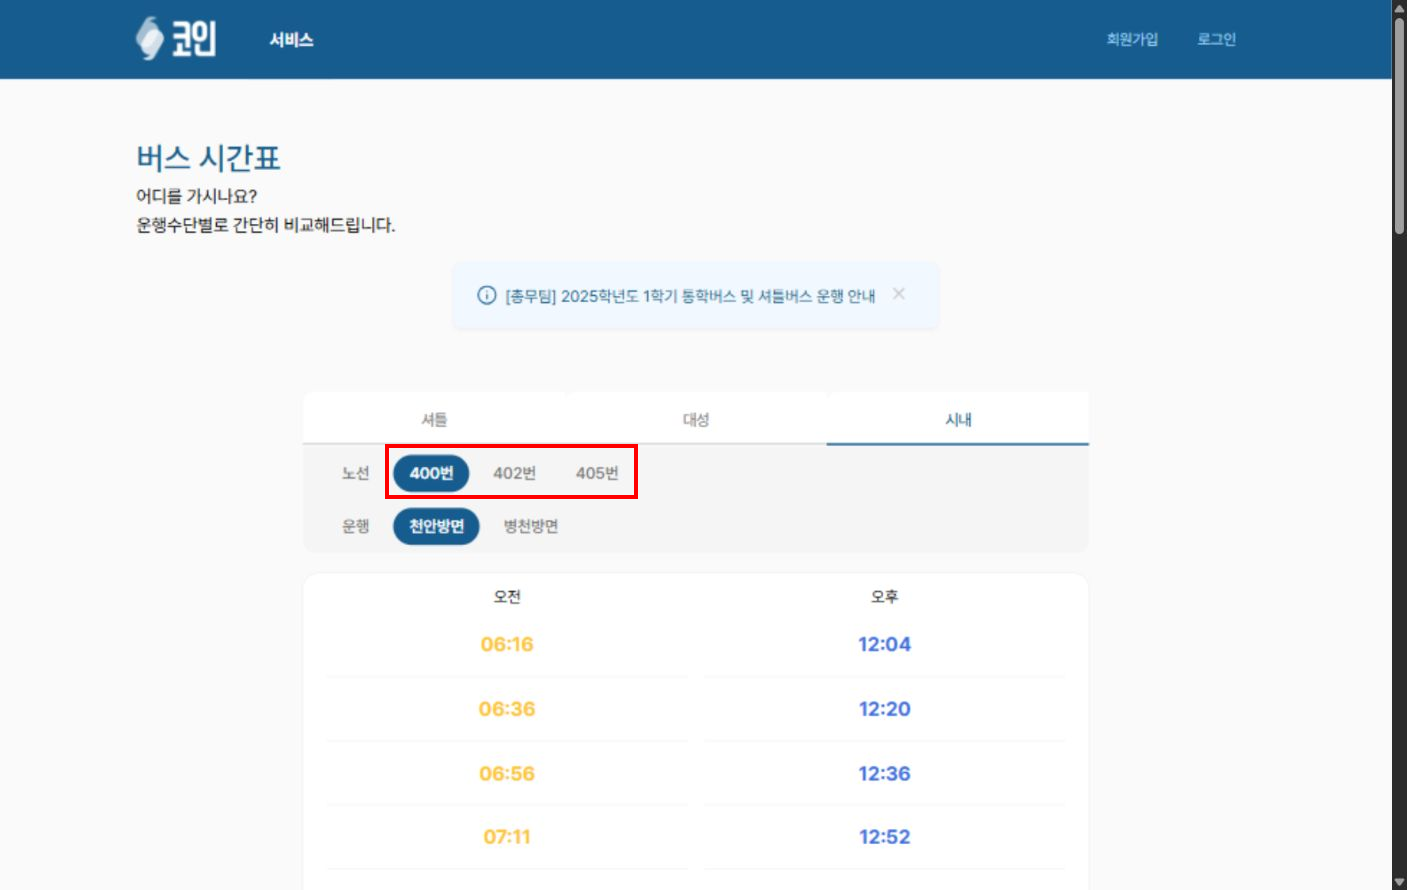 코인
서비스
회원가입
로그인
버스 시간표
어디를 가시나요?
운행수단별로 간단히 비교해드립니다.
[총무팀] 2025학년도 1학기 통학버스 및 셔틀버스 운행 안내
셔틀
대성
시내
노선
400번
402번
405번
운행
천안방면
병천방면
오전
오후
06:16
12:04
06:36
12:20
06:56
12:36
07:11
12:52